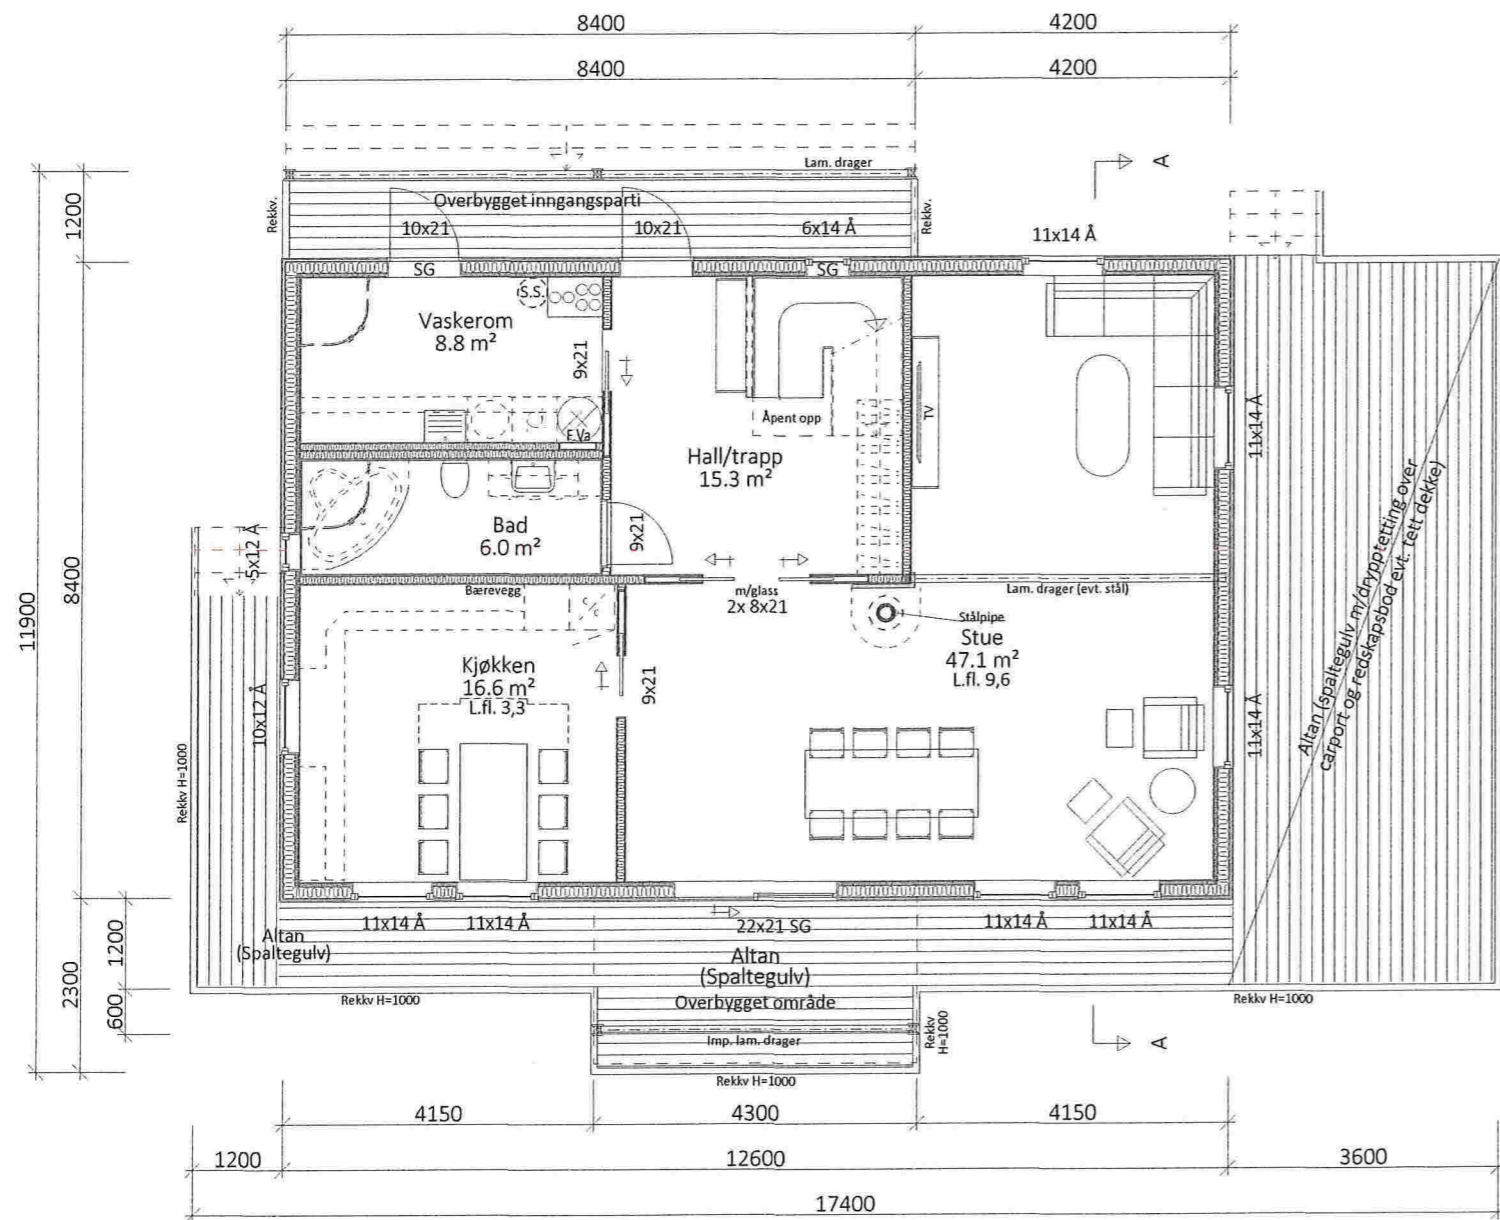 8400
4200
8400
4200
Lam. drager
A
Rekkv.
Overbygget inngangsparti
Rekkv.
10x21
10x21
6x14 Å
11x14 Å
1200
SG
SG
S.S.
Vaskerom
8.8 m²
9x21
Åpent opp
TV
11x14 Å
F.Va
Hall/trapp
15.3 m²
Bad
6.0 m²
9x21
5x12 Å
8400
11900
Altan (spaltegulv m/drypptetting over
carport og redskapsbod evt. tett dekke)
Bærevegg
m/glass
2x 8x21
Lam. drager (evt. stål)
C/C
Stålpipe
Stue
47.1 m²
L.fl. 9,6
Kjøkken
16.6 m²
L.fl. 3,3
9x21
10x12 Å
11x14 Å
Rekkv H=1000
11x14 Å
11x14 Å
22x21 SG
11x14 Å
11x14 Å
Altan
(Spaltegulv)
Altan
(Spaltegulv)
1200
2300
600
Rekkv H=1000
Overbygget område
Rekkv H=1000
Imp. lam. drager
Rekkv
H=1000
A
Rekkv H=1000
4150
4300
4150
1200
12600
3600
17400